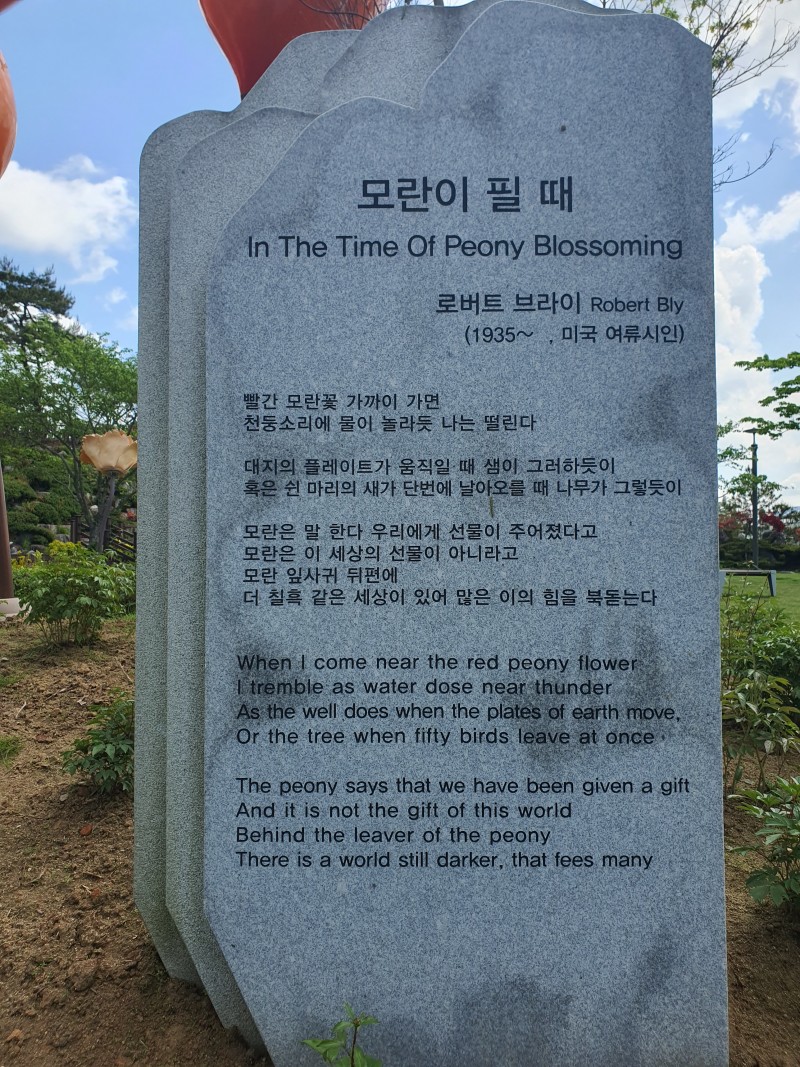 모란이 필 때
In The Time Of Peony Blossoming
로버트 브라이 Robert Bly
(1935~ , 미국 여류시인)
빨간 모란꽃 가까이 가면
천둥소리에 물이 놀라듯 나는 떨린다
대지의 플레이트가 움직일 때 샘이 그러하듯이
혹은 쉰 마리의 새가 단번에 날아오를 때 나무가 그렇듯이
모란은 말 한다 우리에게 선물이 주어졌다고
모란은 이 세상의 선물이 아니라고
모란 잎사귀 뒤편에
더 칠흑 같은 세상이 있어 많은 이의 힘을 북돋는다
When I come near the red peony flower
I tremble as water dose near thunder
As the well does when the plates of earth move,
Or the tree when fifty birds leave at once
The peony says that we have been given a gift
And it is not the gift of this world
Behind the leaver of the peony
There is a world still darker, that fees many